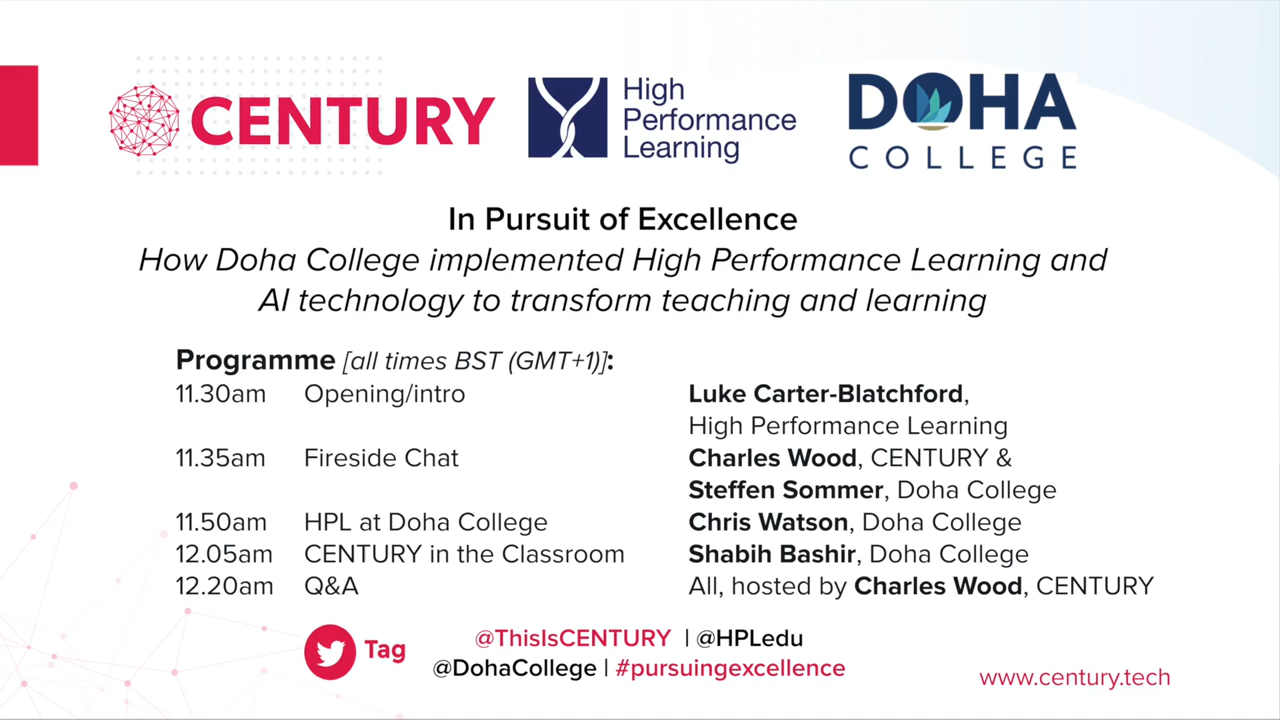 CENTURY
High
Performance
Learning
DOHA
COLLEGE
In Pursuit of Excellence
How Doha College implemented High Performance Learning and
AI technology to transform teaching and learning
Programme [all times BST (GMT+1)]:
11.30am Opening/intro Luke Carter-Blatchford,
High Performance Learning
11.35am Fireside Chat Charles Wood, CENTURY &
Steffen Sommer, Doha College
11.50am HPL at Doha College Chris Watson, Doha College
12.05am CENTURY in the Classroom Shabih Bashir, Doha College
12.20am Q&A All, hosted by Charles Wood, CENTURY
Tag @ThisIsCENTURY | @HPLedu
@DohaCollege | #pursuingexcellence
www.century.tech